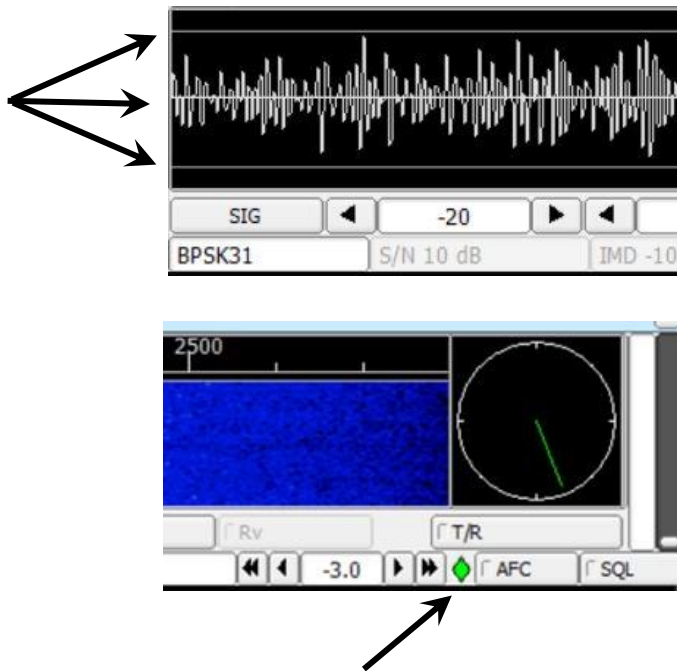 SIG -20
BPSK31 S/N 10 dB IMD -10
2500
Rv T/R
-3.0 AFC SQL